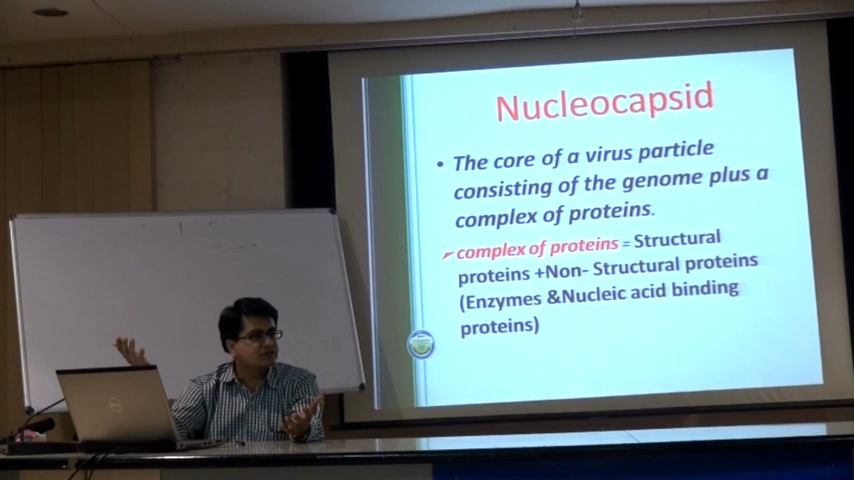 Nucleocapsid
• The core of a virus particle
consisting of the genome plus a
complex of proteins.
➤ complex of proteins = Structural
proteins +Non- Structural proteins
(Enzymes &Nucleic acid binding
proteins)
DELL